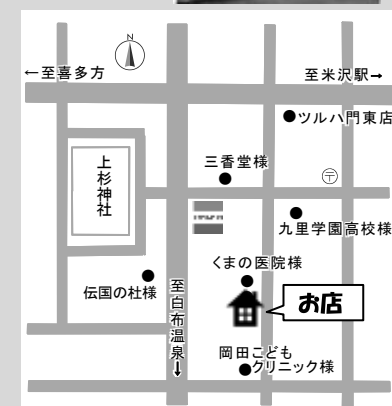 N
←至喜多方
至米沢駅→
ツルハ門東店
三香堂様
〒
上杉神社
九里学園高校様
くまの医院様
伝国の杜様
至白布温泉↓
お店
岡田こども
クリニック様